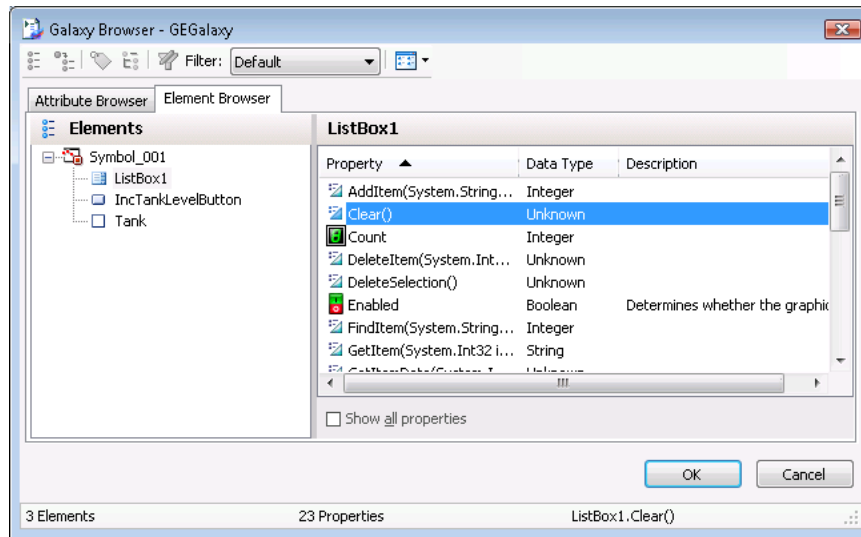 Galaxy Browser - GEGalaxy
Filter: Default
Attribute Browser Element Browser
Elements ListBox1
Symbol_001
ListBox1
IncTankLevelButton
Tank
Property Data Type Description
AddItem(System.String... Integer
Clear() Unknown
Count Integer
DeleteItem(System.Int... Unknown
DeleteSelection() Unknown
Enabled Boolean Determines whether the graphic
FindItem(System.String... Integer
GetItem(System.Int32 i... String
Show all properties
OK Cancel
3 Elements 23 Properties ListBox1.Clear()